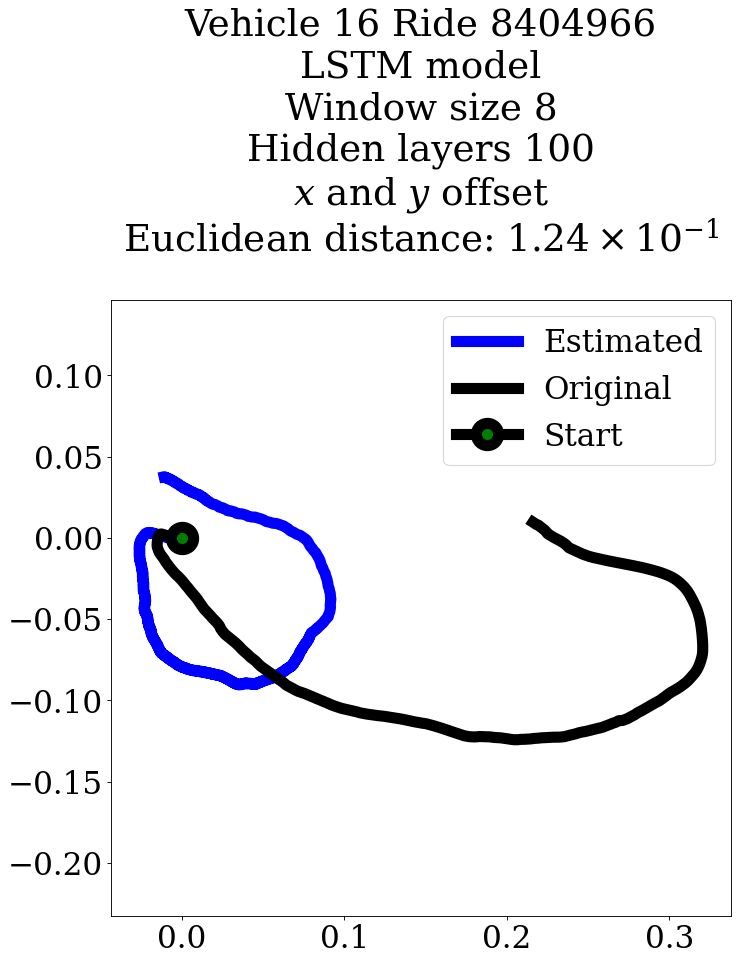 Vehicle 16 Ride 8404966
LSTM model
Window size 8
Hidden layers 100
x and y offset
Euclidean distance: 1.24 × 10⁻¹
Estimated
Original
Start
0.10
0.05
0.00
−0.05
−0.10
−0.15
−0.20
0.0 0.1 0.2 0.3